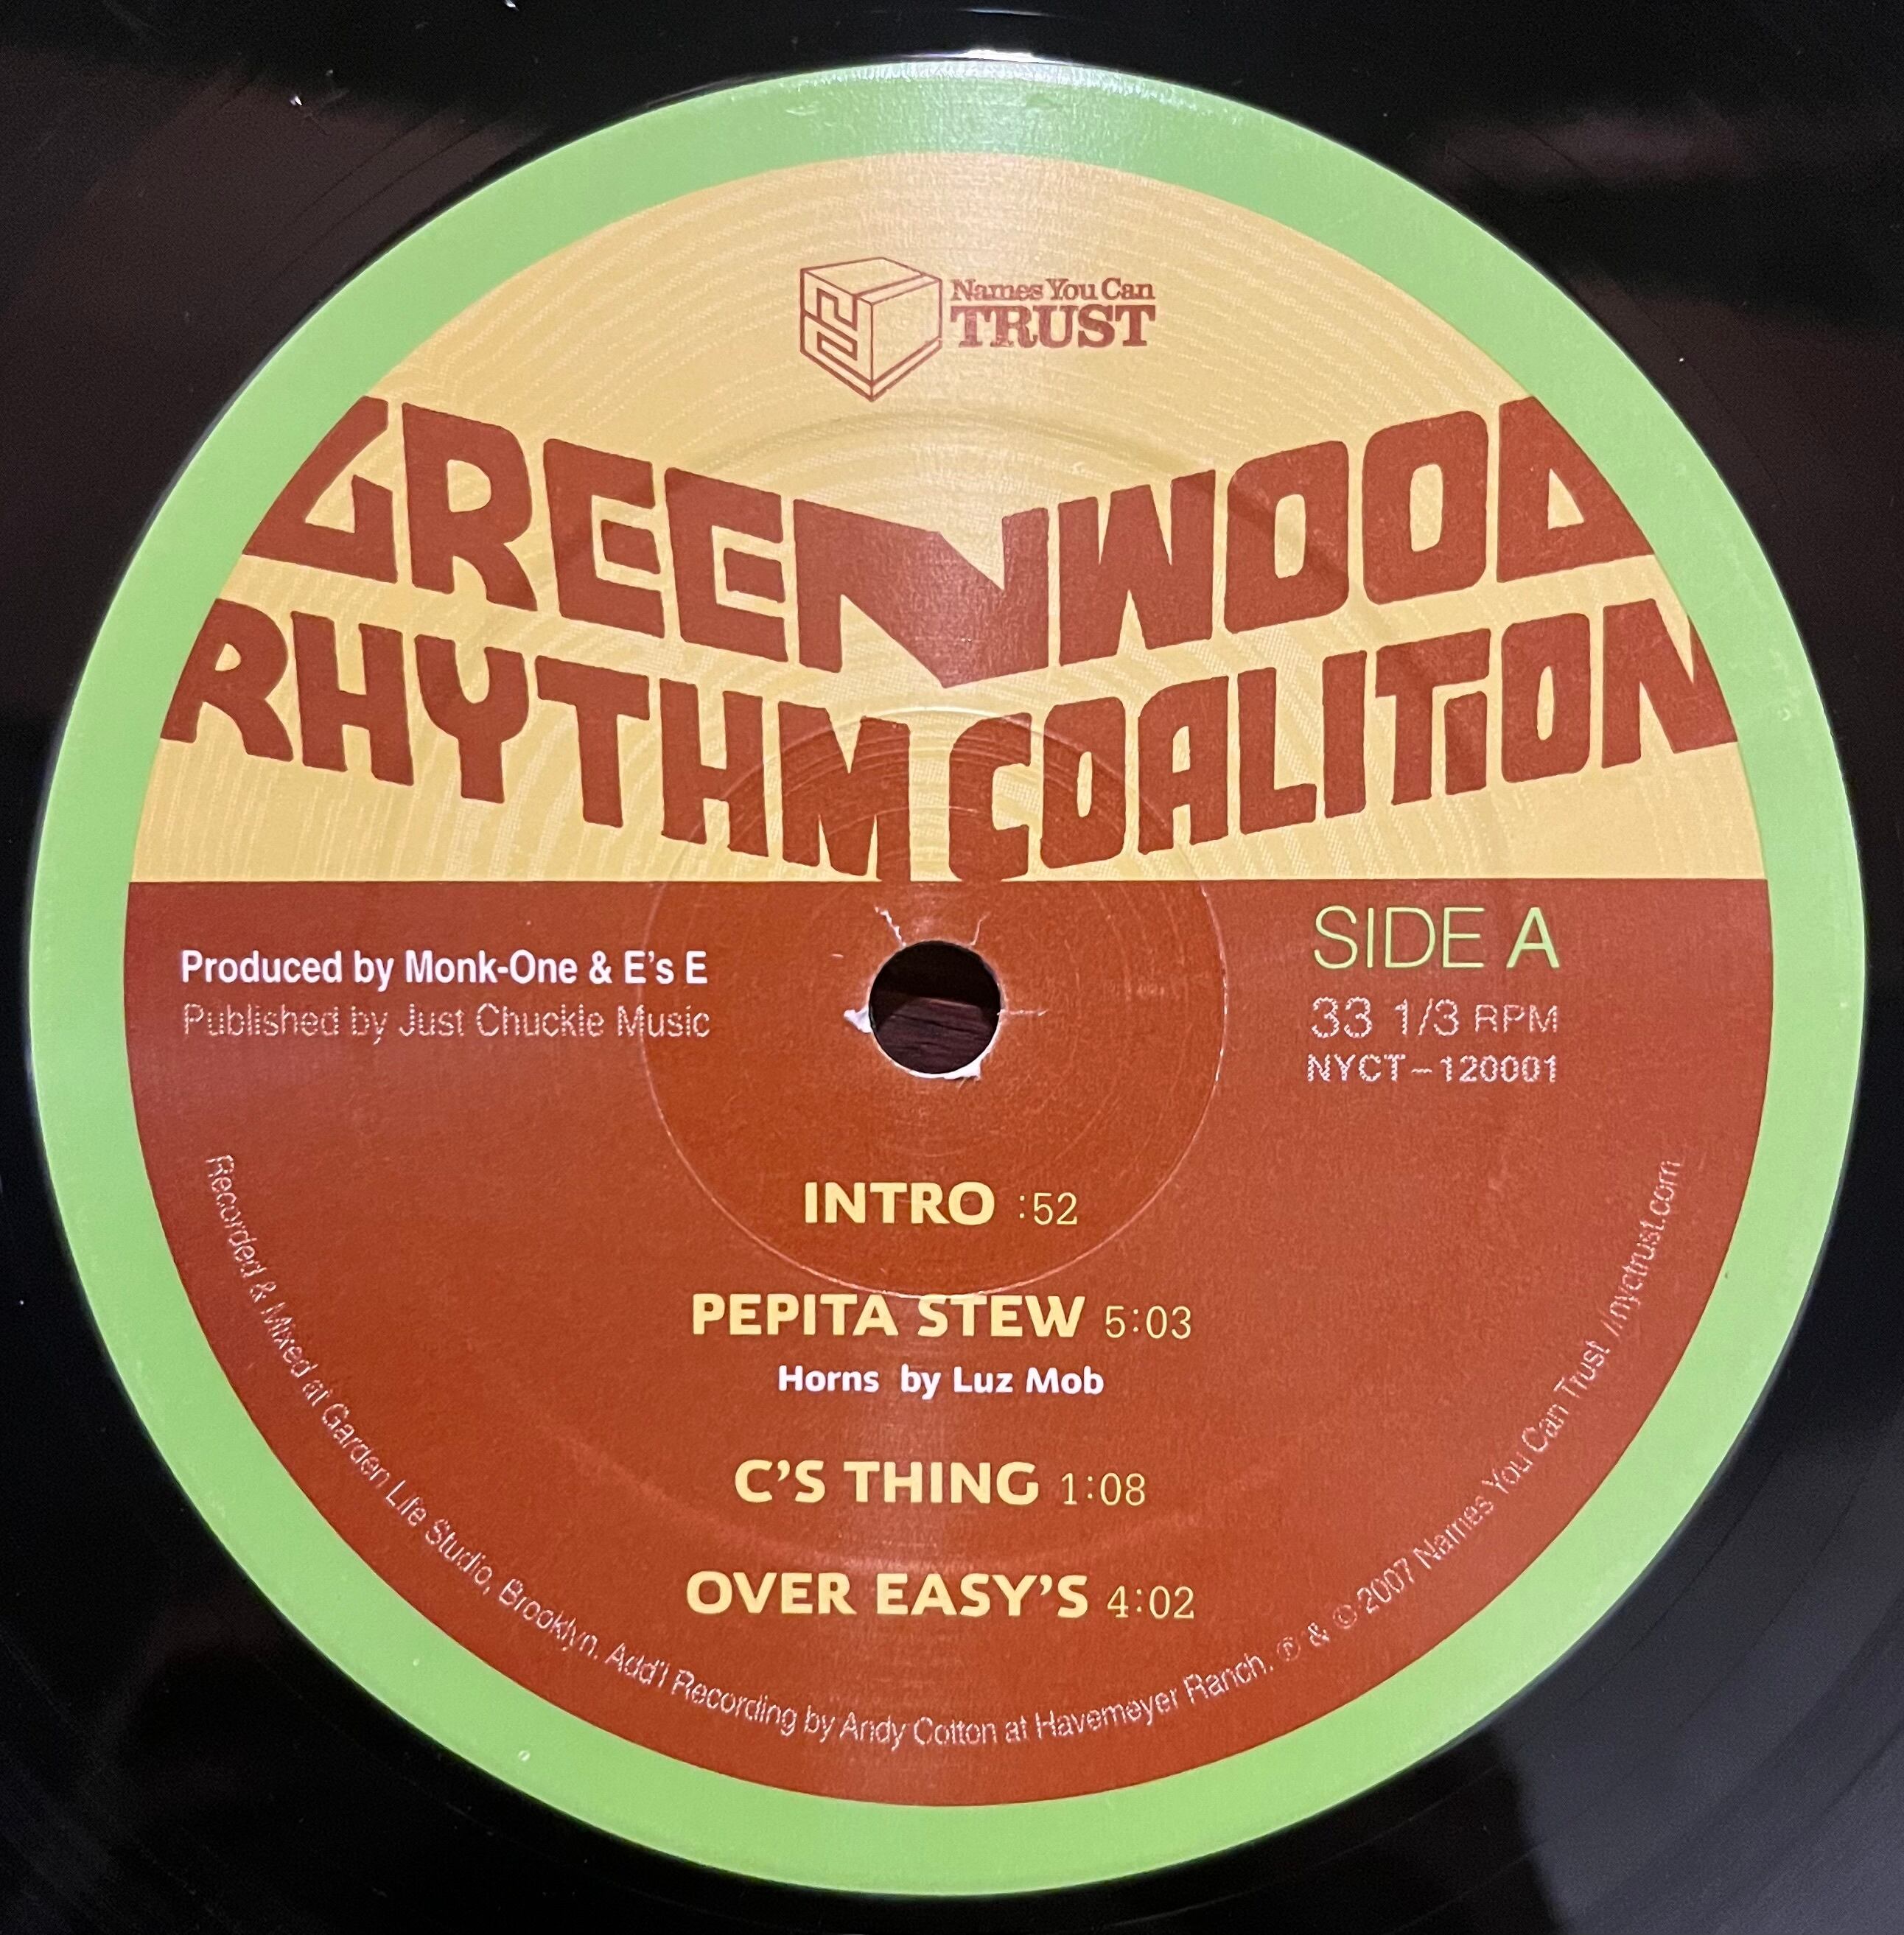 Names You Can
TRUST
GREENWOOD
RHYTHM COALITION
Produced by Monk-One & E's E
Published by Just Chuckle Music
SIDE A
33 1/3 RPM
NYCT-120001
INTRO :52
PEPITA STEW 5:03
Horns by Luz Mob
C'S THING 1:08
OVER EASY'S 4:02
Recorded & Mixed at Garden Life Studio, Brooklyn. Add'l Recording by Andy Cotton at Havemeyer Ranch. ℗ & © 2007 Names You Can Trust //nyctrust.com